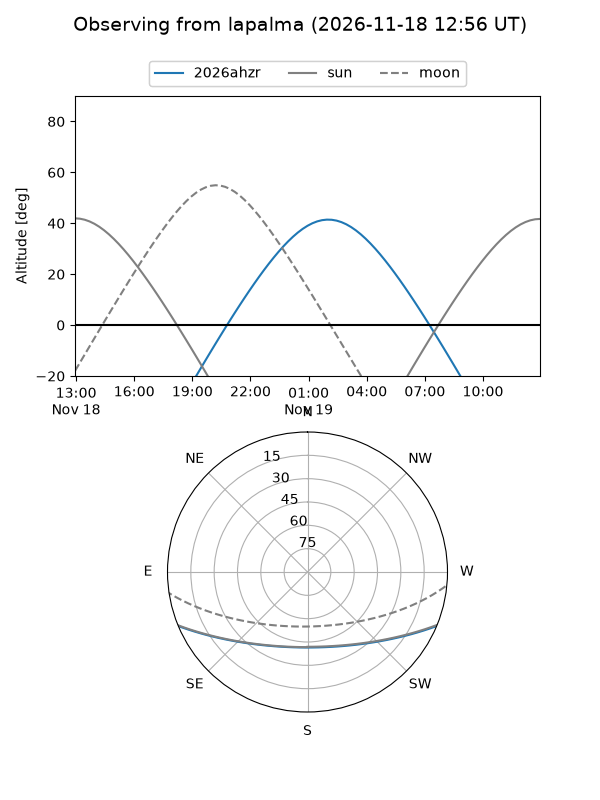 Observing from lapalma (2026-11-18 12:56 UT)
2026ahzr sun moon
Altitude [deg]
80
60
40
20
0
−20
13:00 16:00 19:00 22:00 01:00 04:00 07:00 10:00
Nov 18 Nov 19
N
NE NW
15
30
45
60
75
E W
SE SW
S